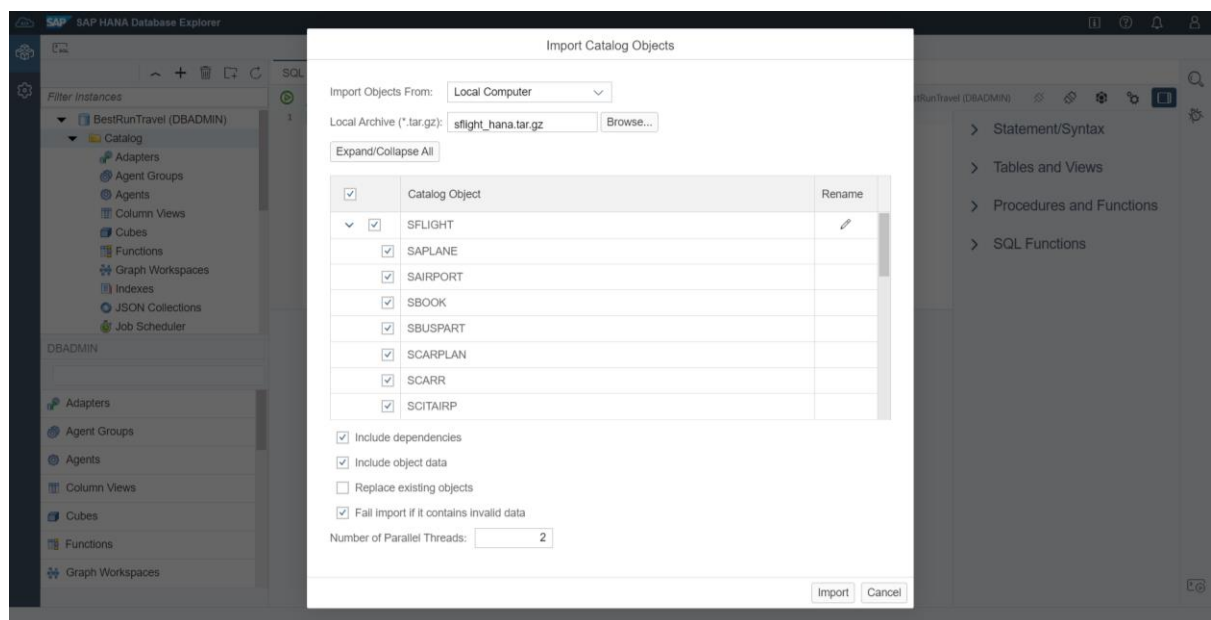 SAP SAP HANA Database Explorer
SQL
Filter Instances
BestRunTravel (DBADMIN)
Catalog
Adapters
Agent Groups
Agents
Column Views
Cubes
Functions
Graph Workspaces
Indexes
JSON Collections
Job Scheduler
DBADMIN
Adapters
Agent Groups
Agents
Column Views
Cubes
Functions
Graph Workspaces
1
Import Catalog Objects
Import Objects From: Local Computer
Local Archive (*.tar.gz): sflight_hana.tar.gz Browse...
Expand/Collapse All
Catalog Object Rename
SFLIGHT
SAPLANE
SAIRPORT
SBOOK
SBUSPART
SCARPLAN
SCARR
SCITAIRP
Include dependencies
Include object data
Replace existing objects
Fail import if it contains invalid data
Number of Parallel Threads: 2
Import Cancel
stRunTravel (DBADMIN)
Statement/Syntax
Tables and Views
Procedures and Functions
SQL Functions